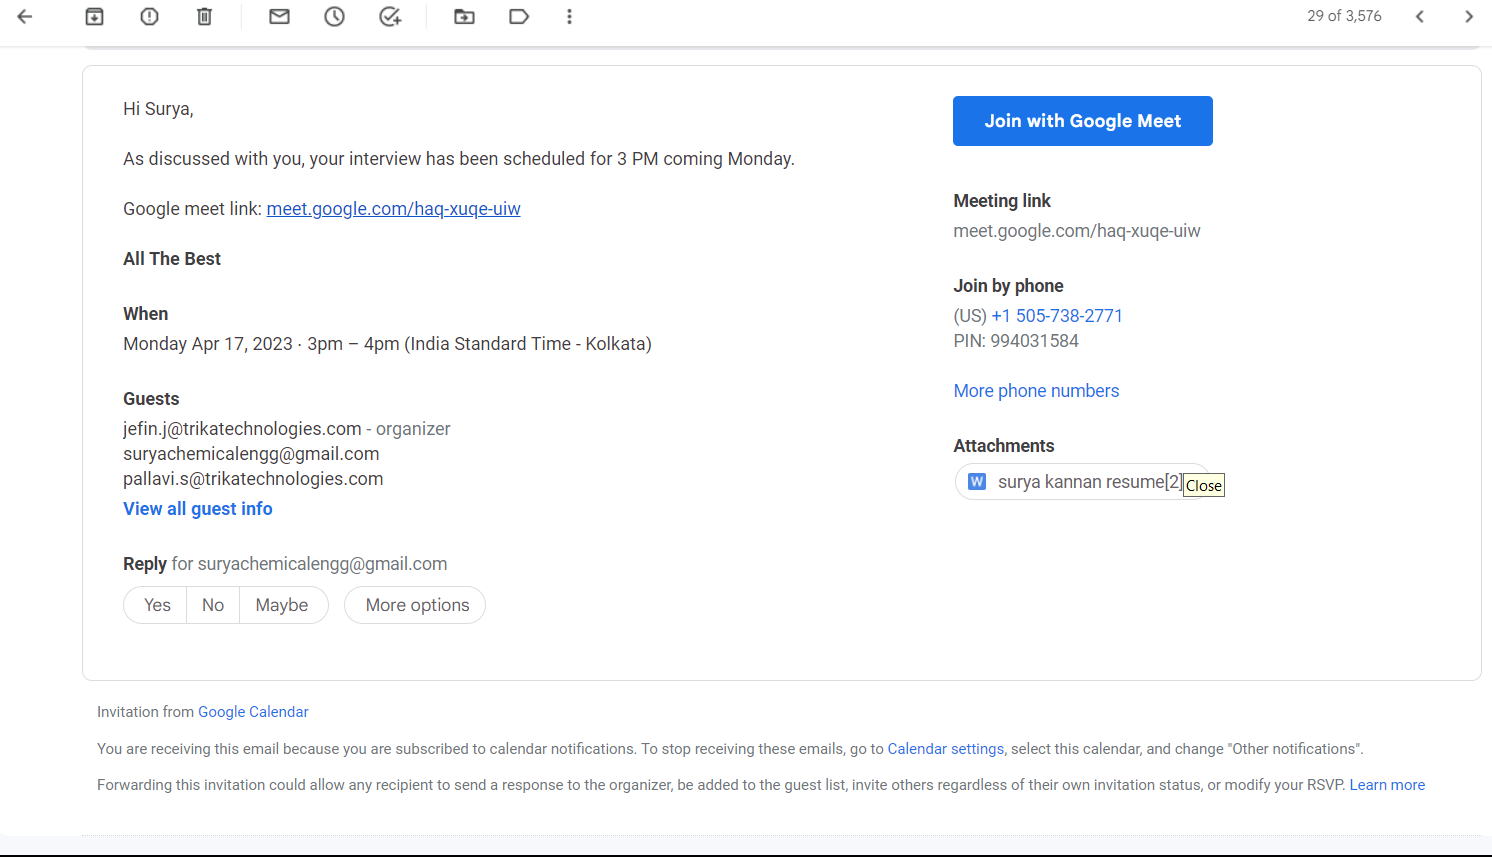 29 of 3,576
Hi Surya,
As discussed with you, your interview has been scheduled for 3 PM coming Monday.
Google meet link: meet.google.com/haq-xuqe-uiw
All The Best
When
Monday Apr 17, 2023 · 3pm – 4pm (India Standard Time - Kolkata)
Guests
jefin.j@trikatechnologies.com - organizer
suryachemicalengg@gmail.com
pallavi.s@trikatechnologies.com
View all guest info
Reply for suryachemicalengg@gmail.com
Yes No Maybe More options
Join with Google Meet
Meeting link
meet.google.com/haq-xuqe-uiw
Join by phone
(US) +1 505-738-2771
PIN: 994031584
More phone numbers
Attachments
W surya kannan resume[2]
Close
Invitation from Google Calendar
You are receiving this email because you are subscribed to calendar notifications. To stop receiving these emails, go to Calendar settings, select this calendar, and change "Other notifications".
Forwarding this invitation could allow any recipient to send a response to the organizer, be added to the guest list, invite others regardless of their own invitation status, or modify your RSVP. Learn more